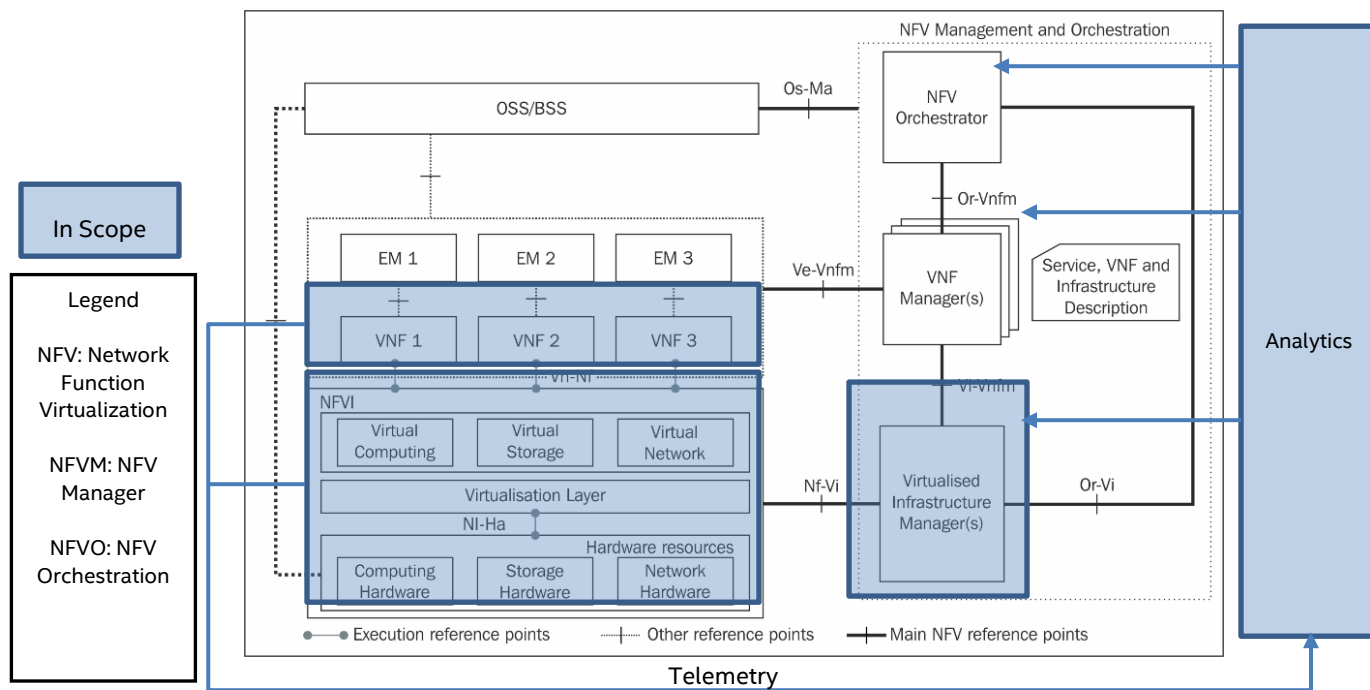 NFV Management and Orchestration
OSS/BSS
Os-Ma
NFV
Orchestrator
In Scope
Or-Vnfm
EM 1
EM 2
EM 3
Ve-Vnfm
VNF
Manager(s)
Service, VNF and
Infrastructure
Description
Analytics
Legend
NFV: Network
Function
Virtualization
NFVM: NFV
Manager
NFVO: NFV
Orchestration
VNF 1
VNF 2
VNF 3
Vn-Nf
Vi-Vnfm
NFVI
Virtual
Computing
Virtual
Storage
Virtual
Network
Virtualisation Layer
Nf-Vi
Virtualised
Infrastructure
Manager(s)
Or-Vi
NI-Ha
Hardware resources
Computing
Hardware
Storage
Hardware
Network
Hardware
Execution reference points
Other reference points
Main NFV reference points
Telemetry